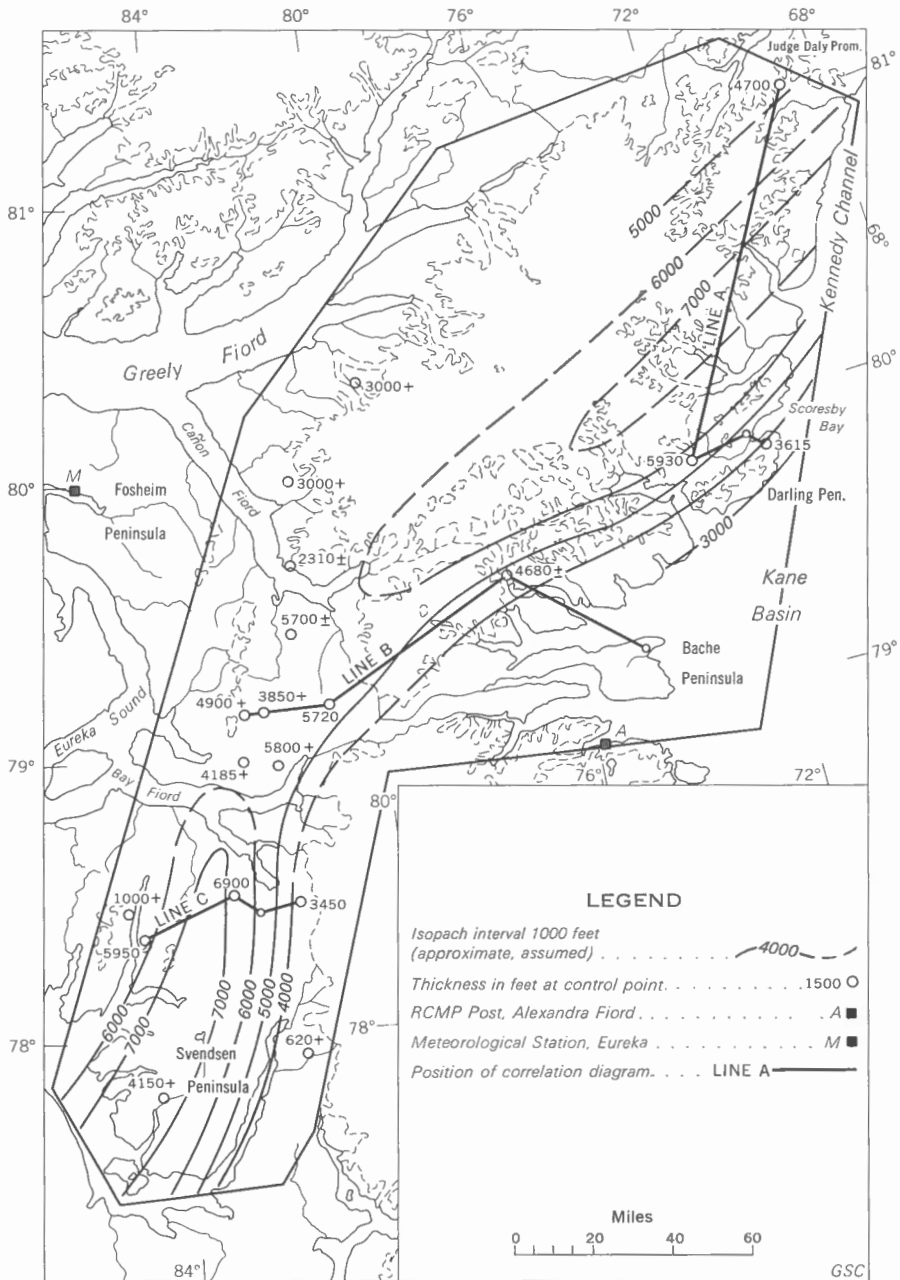 84°
80°
76°
72°
68°
Judge Daly Prom.
81°
4700
81°
5000
68°
Kennedy Channel
6000
7000
LINE A
Greely Fiord
80°
3000+
Scoresby
Bay
Cañon
Fiord
3615
5930
M
80°
Fosheim
Peninsula
3000+
Darling Pen.
3000
2310±
4680±
Kane
Basin
5700±
79°
LINE B
Bache
Peninsula
4900+
3850+
5720
Eureka Sound
A
79°
5800+
4185+
76°
72°
Bay Fiord
80°
6900
1000+
LINE C
3450
5950
6000
7000
7000
6000
5000
4000
78°
78°
Svendsen
Peninsula
620+
4150+
84°
LEGEND
Isopach interval 1000 feet
(approximate, assumed) . . . . . . . . . . . 4000
Thickness in feet at control point. . . . . . . . . . . 1500
RCMP Post, Alexandra Fiord . . . . . . . . . . . . . . A
Meteorological Station, Eureka . . . . . . . . . . . . . M
Position of correlation diagram. . . . . LINE A
Miles
0 20 40 60
GSC